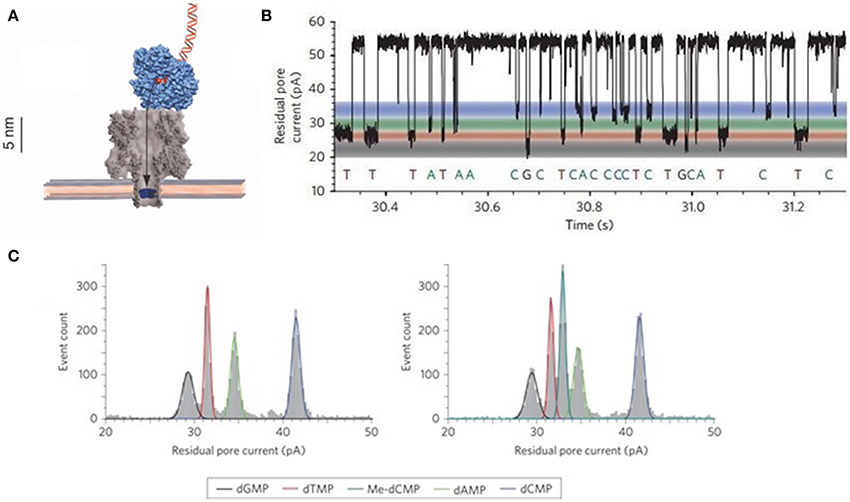 A
5 nm
B
Residual pore
current (pA)
60
50
40
30
20
10
T T T A T A A C G C T C A C C C C T C T G C A T C T C
30.4 30.6 30.8 31.0 31.2
Time (s)
C
Event count
300
200
100
0
20 30 40 50
Residual pore current (pA)
Event count
300
200
100
0
20 30 40 50
Residual pore current (pA)
dGMP dTMP Me-dCMP dAMP dCMP